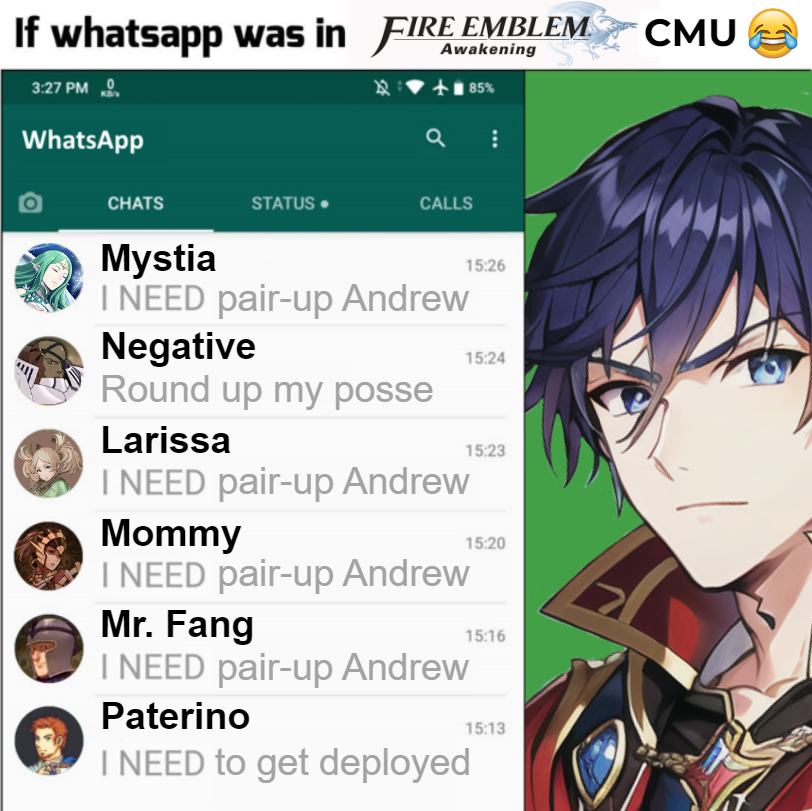 If whatsapp was in FIRE EMBLEM Awakening CMU 😂
3:27 PM 0 KB/s 85%
WhatsApp
CHATS STATUS • CALLS
Mystia 15:26
I NEED pair-up Andrew
Negative 15:24
Round up my posse
Larissa 15:23
I NEED pair-up Andrew
Mommy 15:20
I NEED pair-up Andrew
Mr. Fang 15:16
I NEED pair-up Andrew
Paterino 15:13
I NEED to get deployed